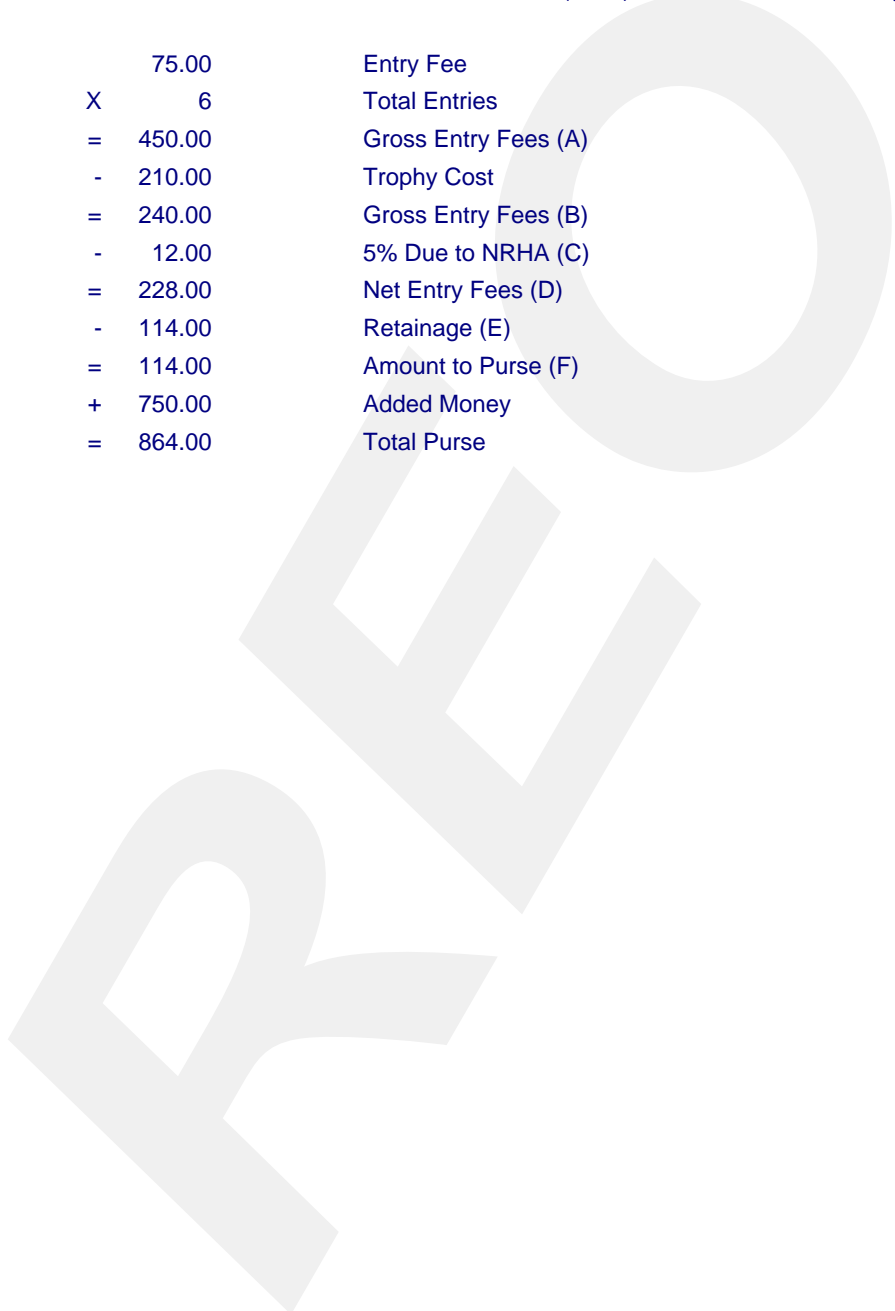 75.00 Entry Fee
X 6 Total Entries
= 450.00 Gross Entry Fees (A)
- 210.00 Trophy Cost
= 240.00 Gross Entry Fees (B)
- 12.00 5% Due to NRHA (C)
= 228.00 Net Entry Fees (D)
- 114.00 Retainage (E)
= 114.00 Amount to Purse (F)
+ 750.00 Added Money
= 864.00 Total Purse
REO